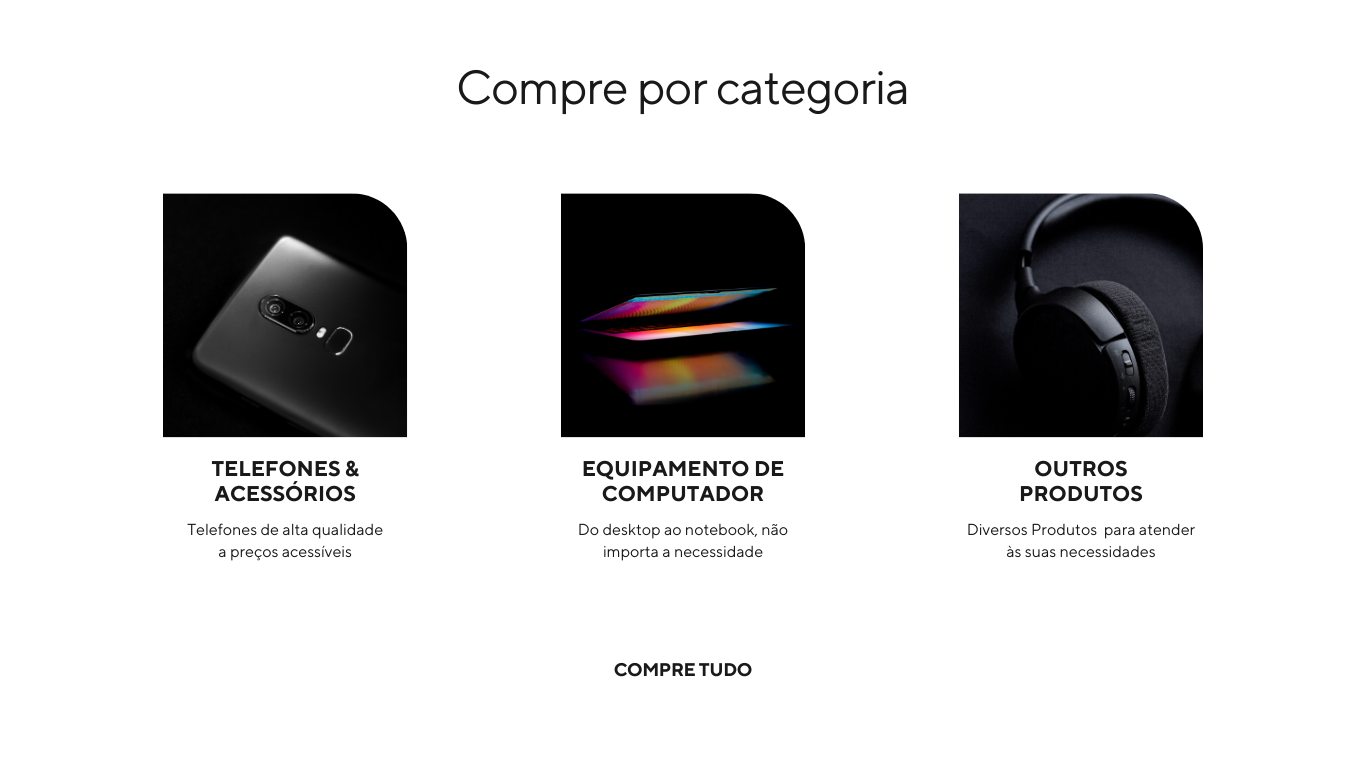 Compre por categoria
TELEFONES &
ACESSÓRIOS
Telefones de alta qualidade
a preços acessíveis
EQUIPAMENTO DE
COMPUTADOR
Do desktop ao notebook, não
importa a necessidade
OUTROS
PRODUTOS
Diversos Produtos  para atender
às suas necessidades
COMPRE TUDO